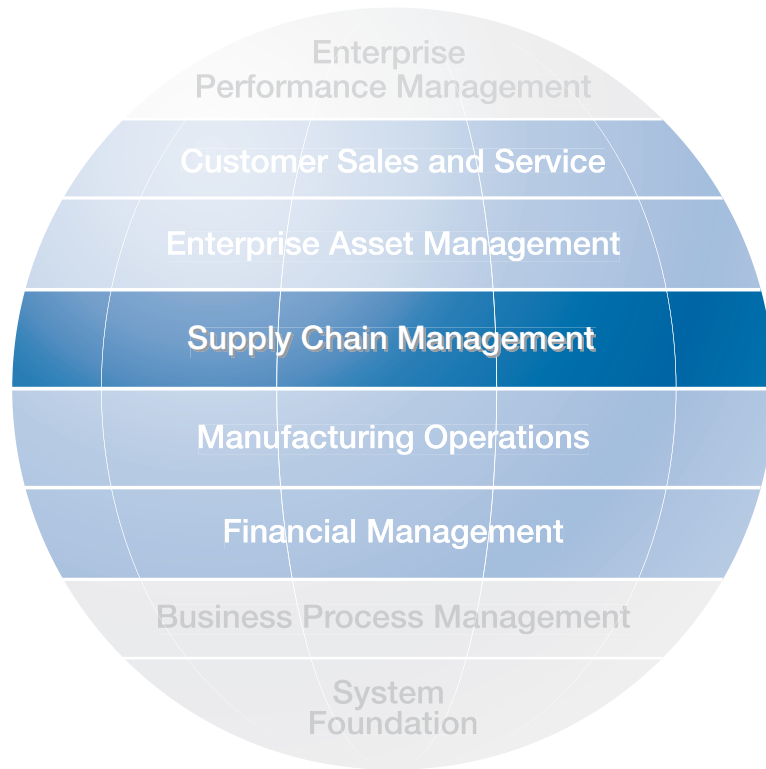 Enterprise
Performance Management
Customer Sales and Service
Enterprise Asset Management
Supply Chain Management
Manufacturing Operations
Financial Management
Business Process Management
System
Foundation